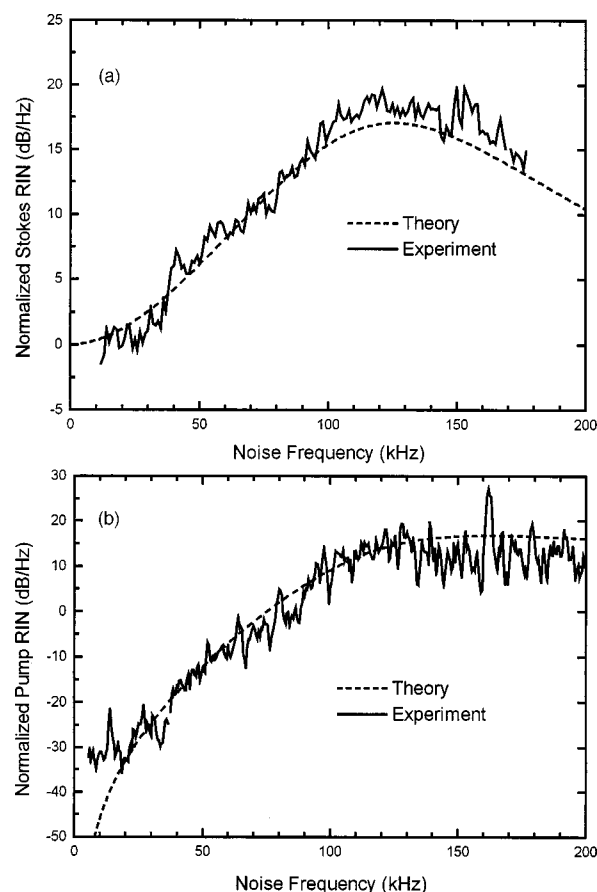 25
(a)
20
15
10
5
0
-5
Normalized Stokes RIN (dB/Hz)
Theory
Experiment
0 50 100 150 200
Noise Frequency (kHz)
30
(b)
20
10
0
-10
-20
-30
-40
-50
Normalized Pump RIN (dB/Hz)
Theory
Experiment
0 50 100 150 200
Noise Frequency (kHz)